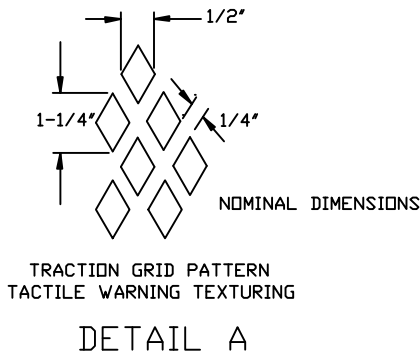 1/2"
1-1/4"
1/4"
NOMINAL DIMENSIONS
TRACTION GRID PATTERN
TACTILE WARNING TEXTURING
DETAIL A